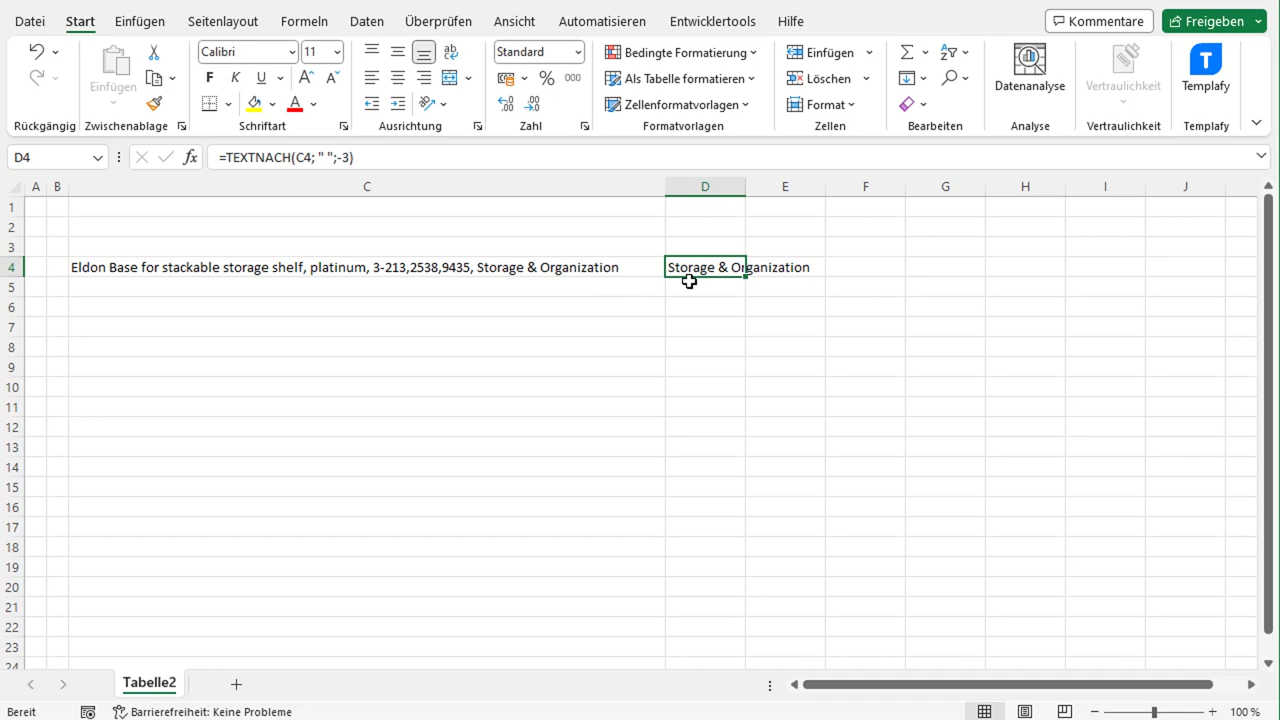 Datei Start Einfügen Seitenlayout Formeln Daten Überprüfen Ansicht Automatisieren Entwicklertools Hilfe Kommentare Freigeben
Calibri 11 Standard Bedingte Formatierung Einfügen
Einfügen F K U Als Tabelle formatieren Löschen Datenanalyse Vertraulichkeit Templafy
Zellenformatvorlagen Format
Rückgängig Zwischenablage Schriftart Ausrichtung Zahl Formatvorlagen Zellen Bearbeiten Analyse Vertraulichkeit Templafy
D4 fx =TEXTNACH(C4; " ";-3)
A B C D E F G H I J
1
2
3
4 Eldon Base for stackable storage shelf, platinum, 3-213,2538,9435, Storage & Organization Storage & Organization
5
6
7
8
9
10
11
12
13
14
15
16
17
18
19
20
21
22
23
24
Tabelle2
Bereit Barrierefreiheit: Keine Probleme 100 %